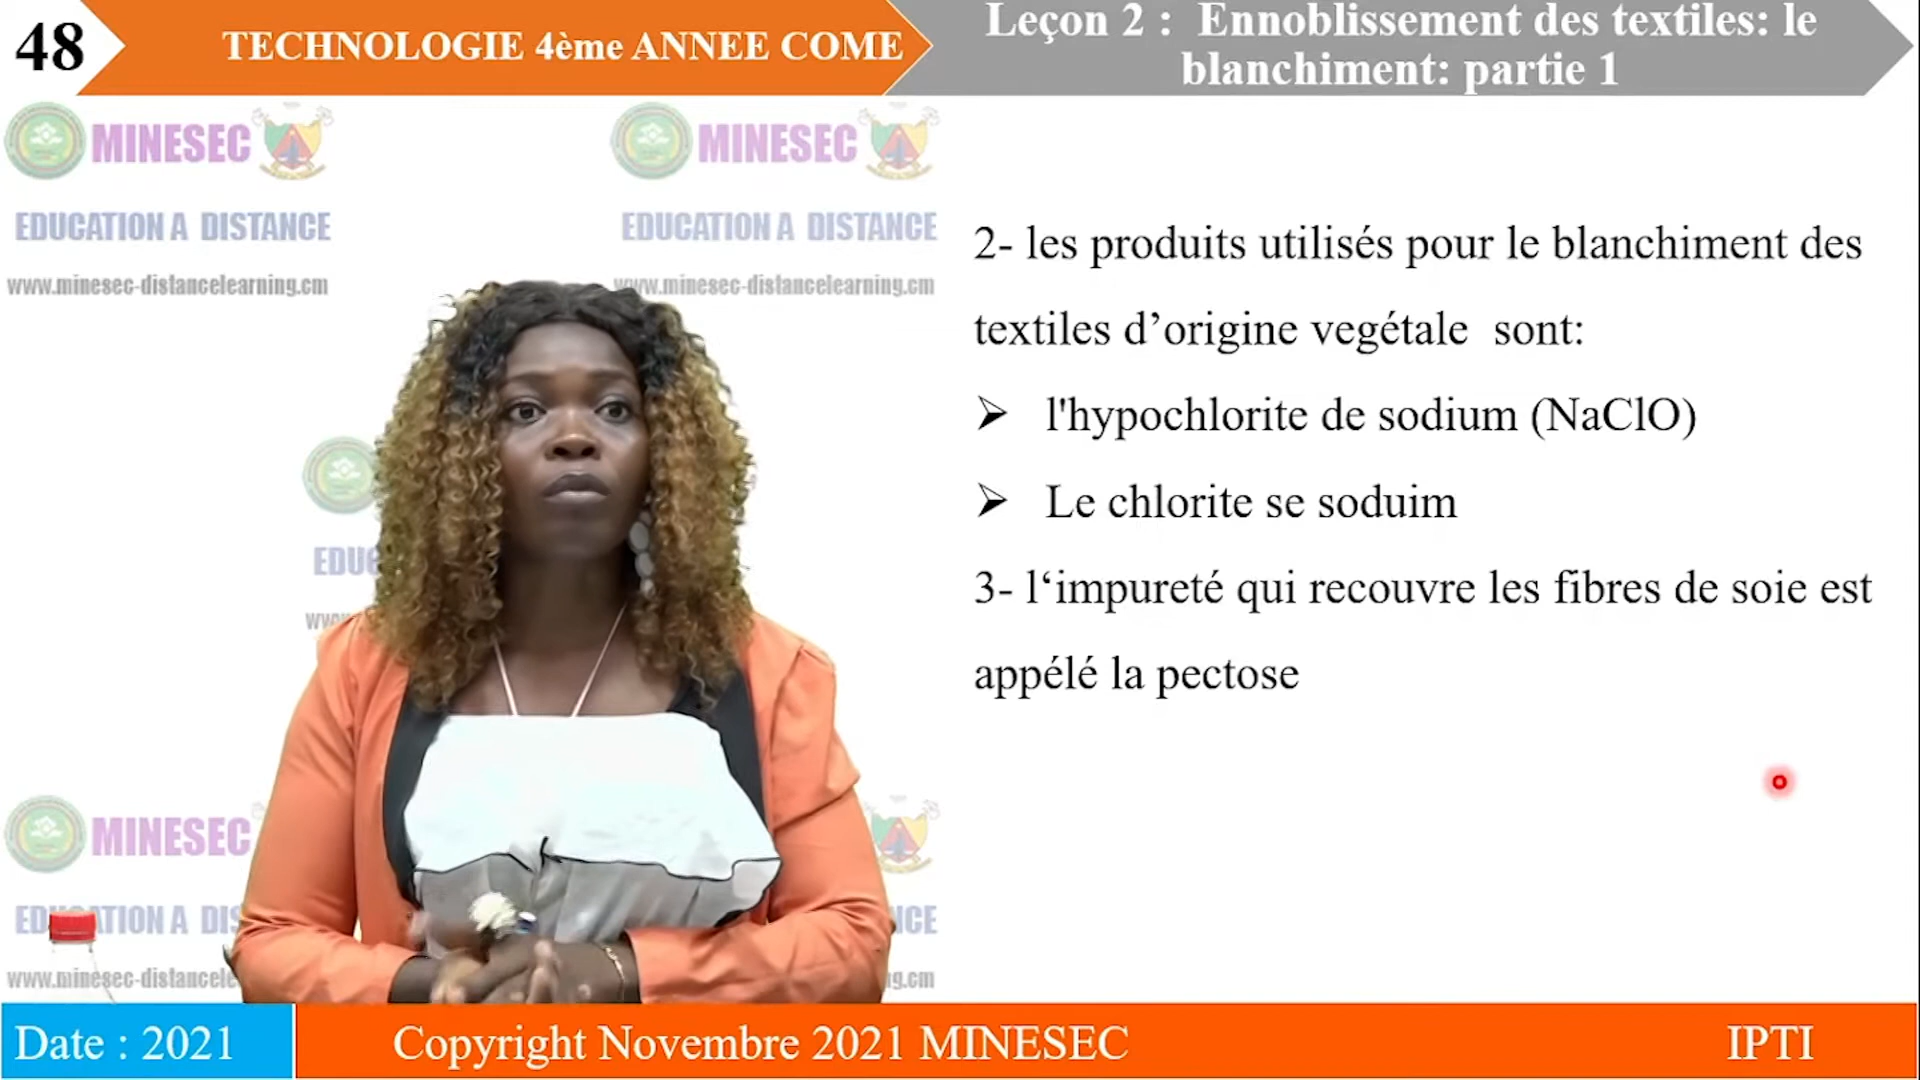 48
TECHNOLOGIE 4ème ANNEE COME
Leçon 2 : Ennoblissement des textiles: le
blanchiment: partie 1
MINESEC
EDUCATION A DISTANCE
www.minesec-distancelearning.cm
MINESEC
EDUCATION A DISTANCE
www.minesec-distancelearning.cm
2- les produits utilisés pour le blanchiment des
textiles d’origine vegétale sont:
➢ l'hypochlorite de sodium (NaClO)
➢ Le chlorite se soduim
3- l‘impureté qui recouvre les fibres de soie est
appélé la pectose
MINESEC
Date : 2021
Copyright Novembre 2021 MINESEC
IPTI